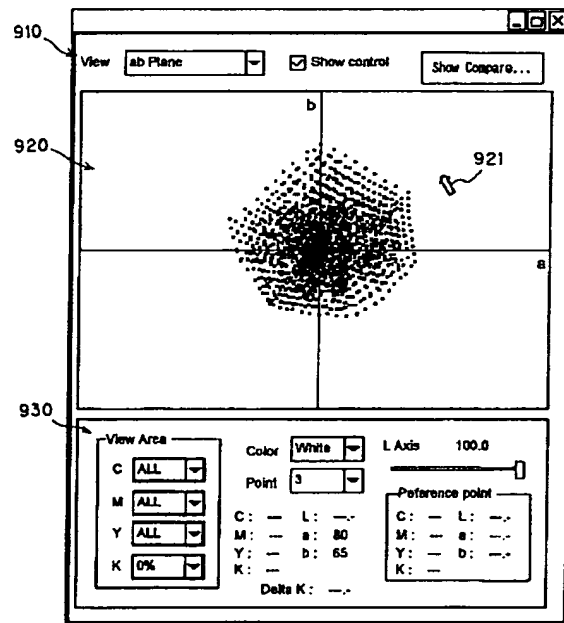 910
View ab Plane Show control Show Compare...
920
b
921
a
930
View Area
C ALL
M ALL
Y ALL
K 0%
Color White
Point 3
C : --- L : ---.-
M : --- a : 80
Y : --- b : 65
K : ---
Delta K : ---.-
L Axis 100.0
Peference point
C : --- L : ---.-
M : --- a : ---.-
Y : --- b : ---.-
K : ---